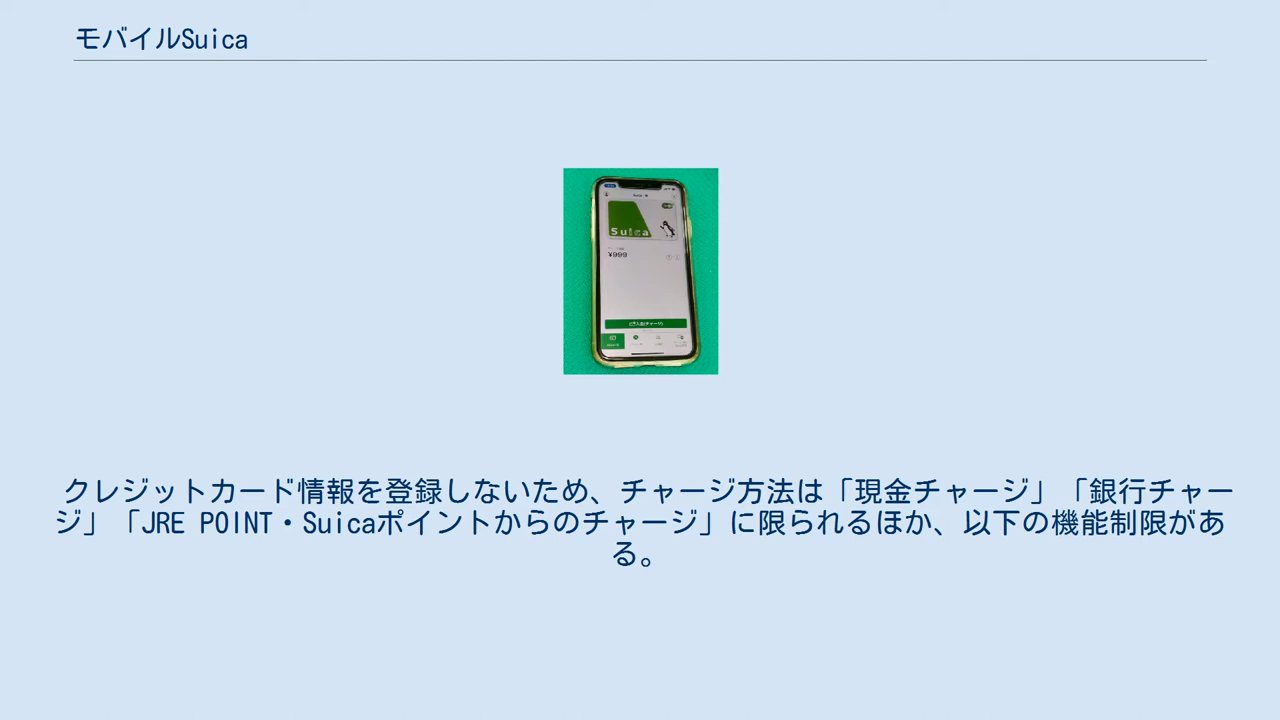 モバイルSuica
Suica
¥999
クレジットカード情報を登録しないため、チャージ方法は「現金チャージ」「銀行チャー
ジ」「JRE POINT・Suicaポイントからのチャージ」に限られるほか、以下の機能制限があ
る。